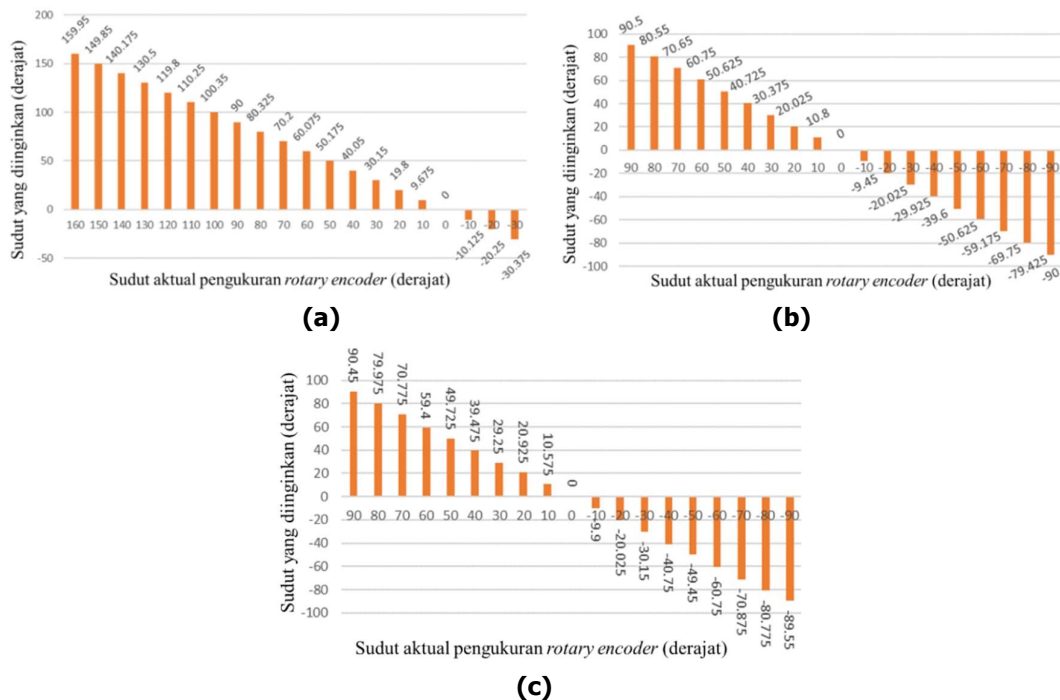 200
150
100
50
0
-50
Sudut yang diinginkan (derajat)
159.95 149.85 140.175 130.5 119.8 110.25 100.35 90 80.325 70.2 60.075 50.175 40.05 30.15 19.8 9.675 0
160 150 140 130 120 110 100 90 80 70 60 50 40 30 20 10 0 -10 -20 -30
-10.125 -20.25 -30.375
Sudut aktual pengukuran rotary encoder (derajat)
(a)
100
80
60
40
20
0
-20
-40
-60
-80
-100
Sudut yang diinginkan (derajat)
90.5 80.55 70.65 60.75 50.625 40.725 30.375 20.025 10.8 0
90 80 70 60 50 40 30 20 10 0 -10 -20 -30 -40 -50 -60 -70 -80 -90
-9.45 -20.025 -29.925 -39.6 -50.625 -59.175 -69.75 -79.425 -90
Sudut aktual pengukuran rotary encoder (derajat)
(b)
100
80
60
40
20
0
-20
-40
-60
-80
-100
Sudut yang diinginkan (derajat)
90.45 79.975 70.775 59.4 49.725 39.475 29.25 20.925 10.575 0
90 80 70 60 50 40 30 20 10 0 -10 -20 -30 -40 -50 -60 -70 -80 -90
-9.9 -20.025 -30.15 -40.75 -49.45 -60.75 -70.875 -80.775 -89.55
Sudut aktual pengukuran rotary encoder (derajat)
(c)